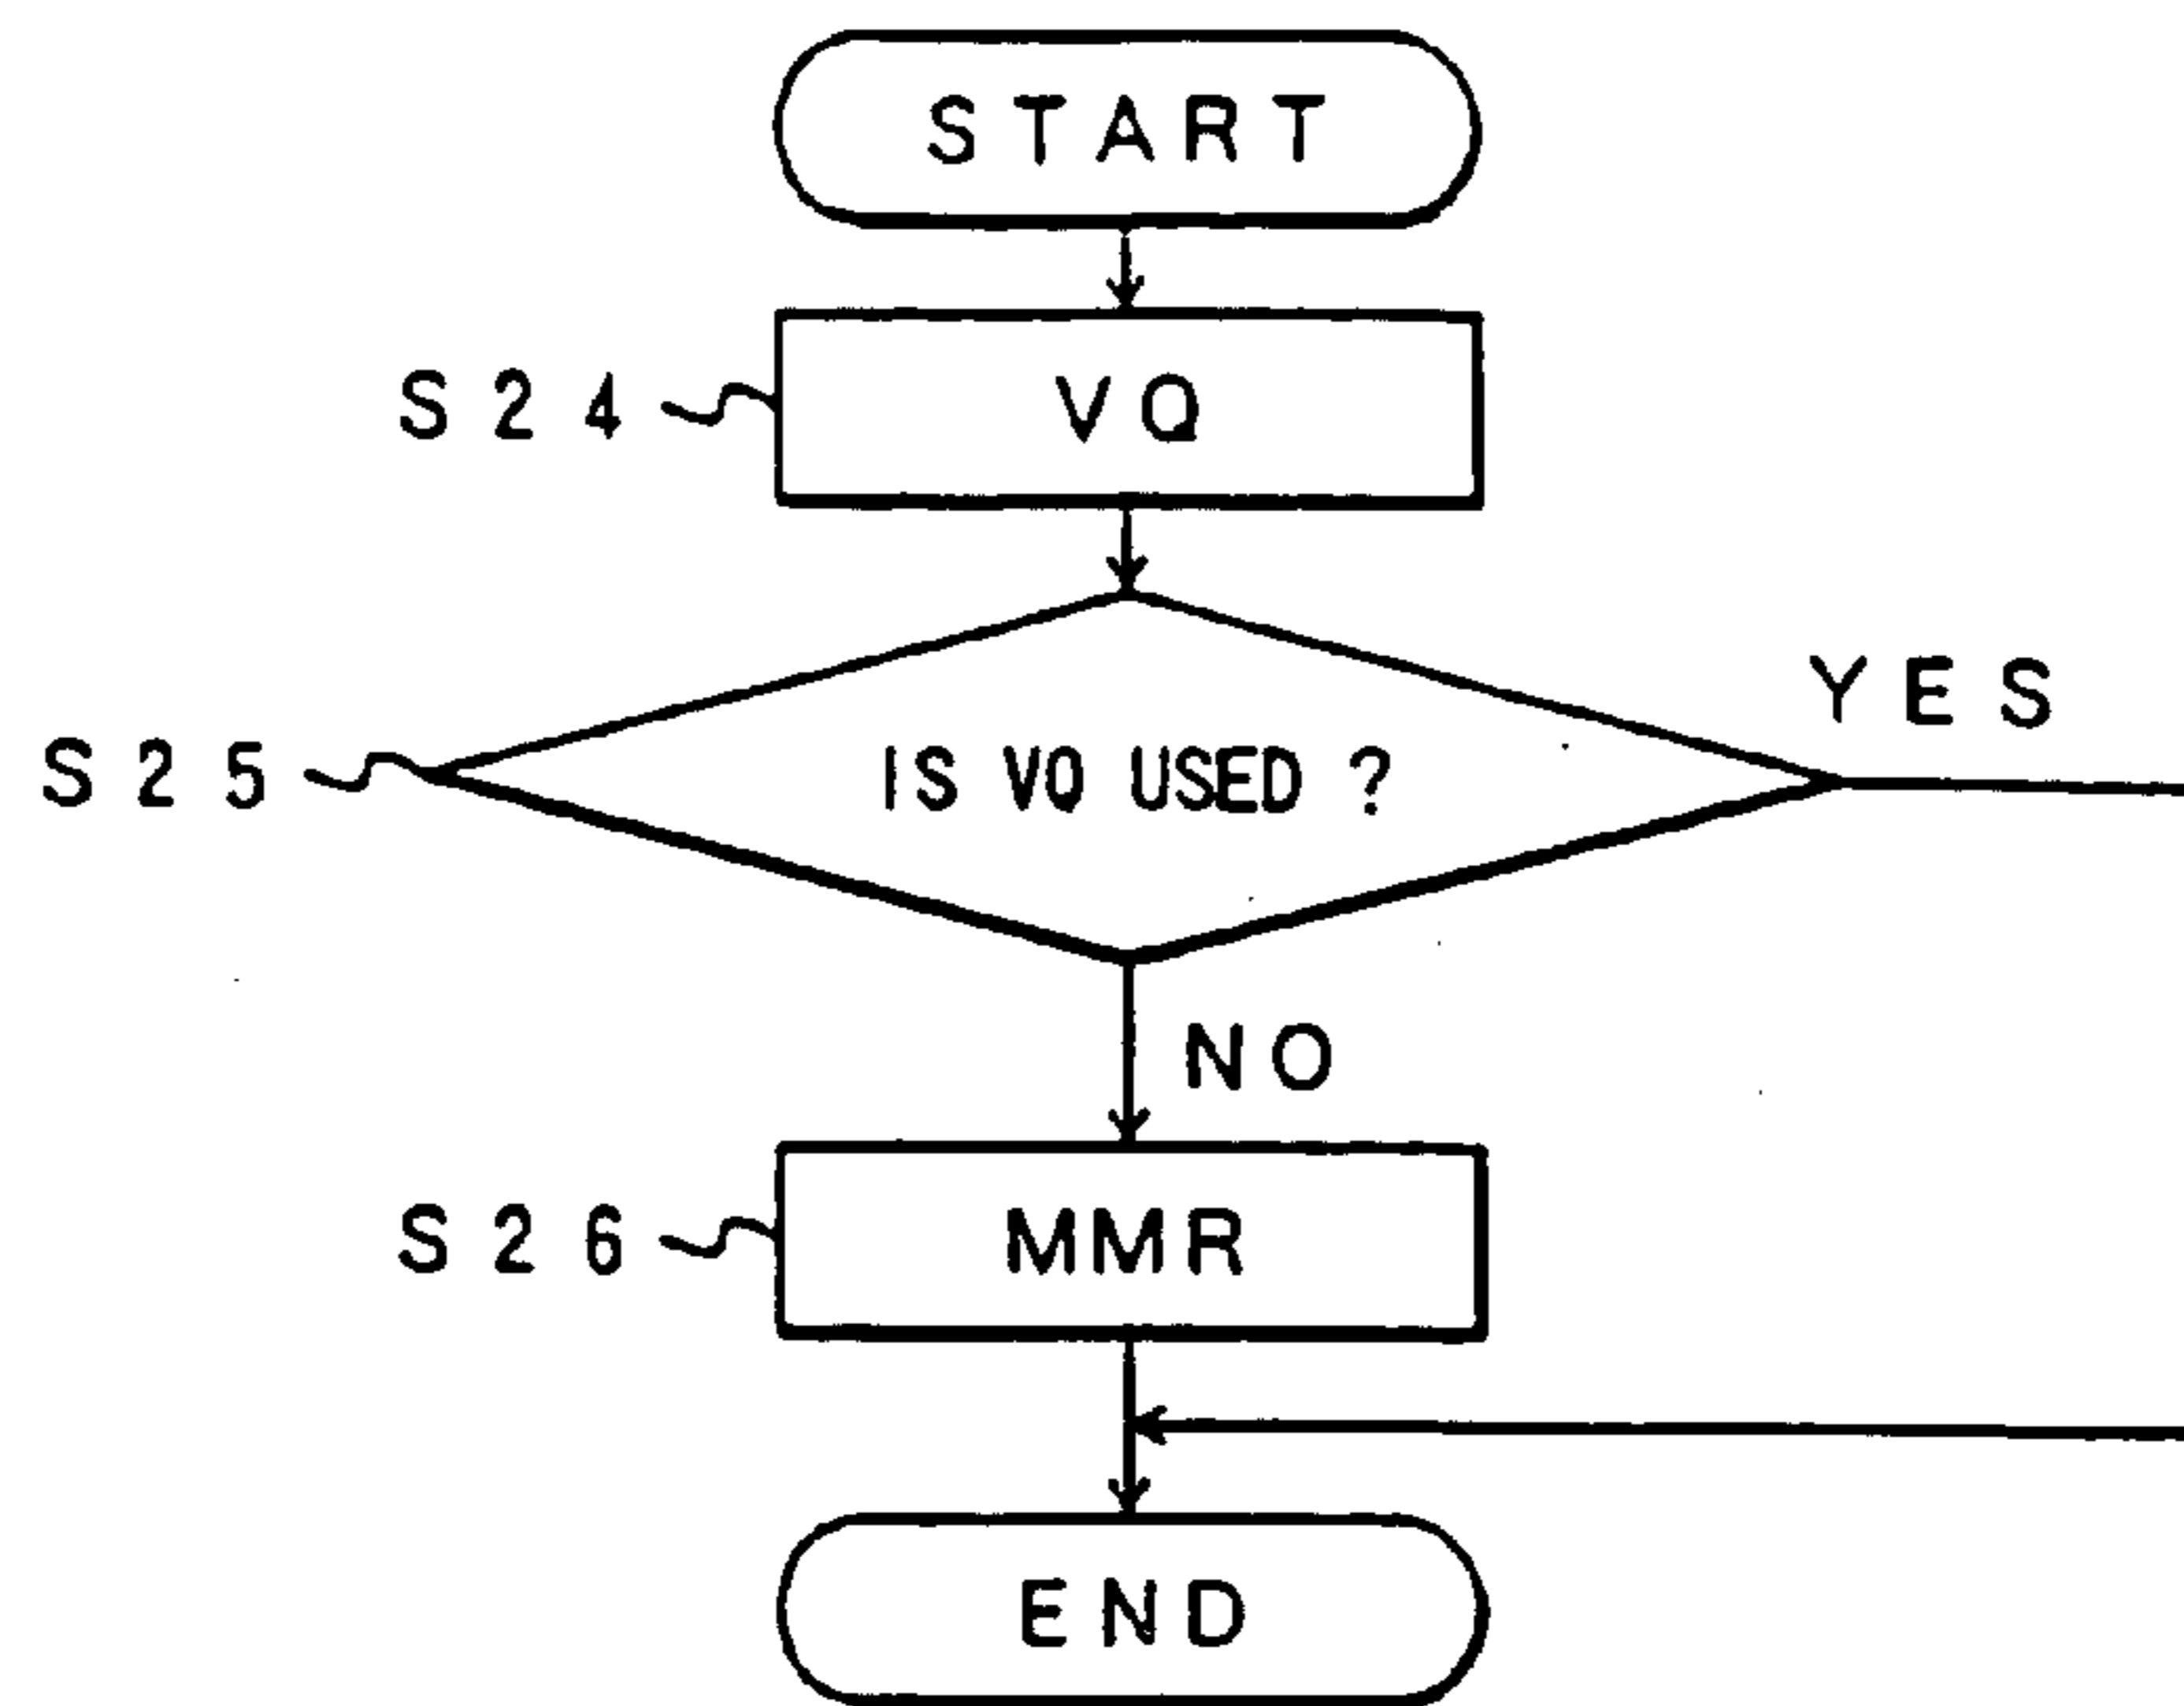 START
S24
VQ
YES
S25
IS VQ USED ?
NO
S26
MMR
END